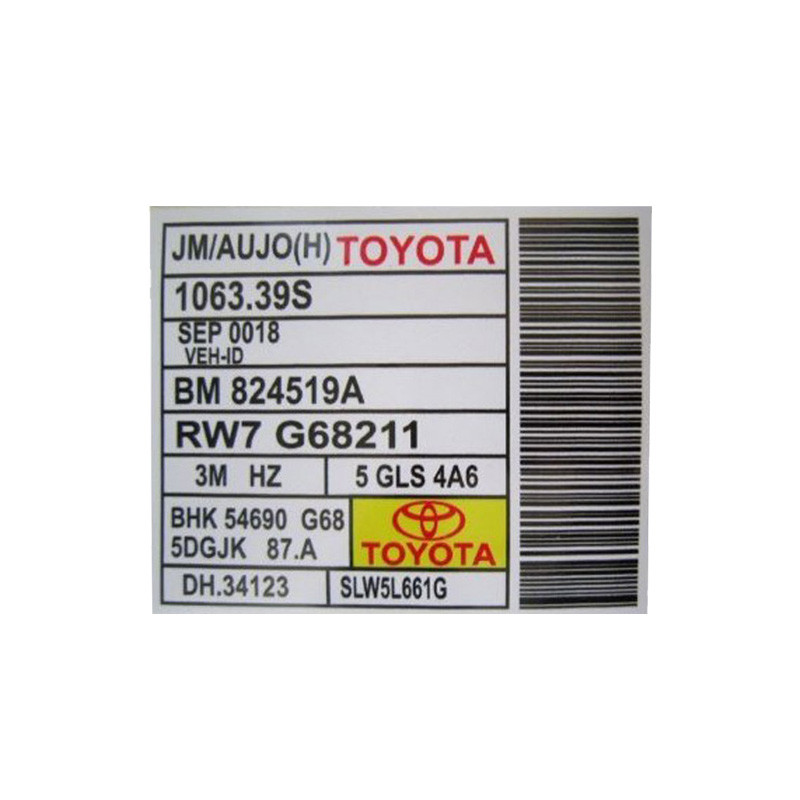 JM/AUJO(H) TOYOTA
1063.39S
SEP 0018
VEH-ID
BM 824519A
RW7 G68211
3M HZ 5 GLS 4A6
BHK 54690 G68
5DGJK 87.A
TOYOTA
DH.34123 SLW5L661G